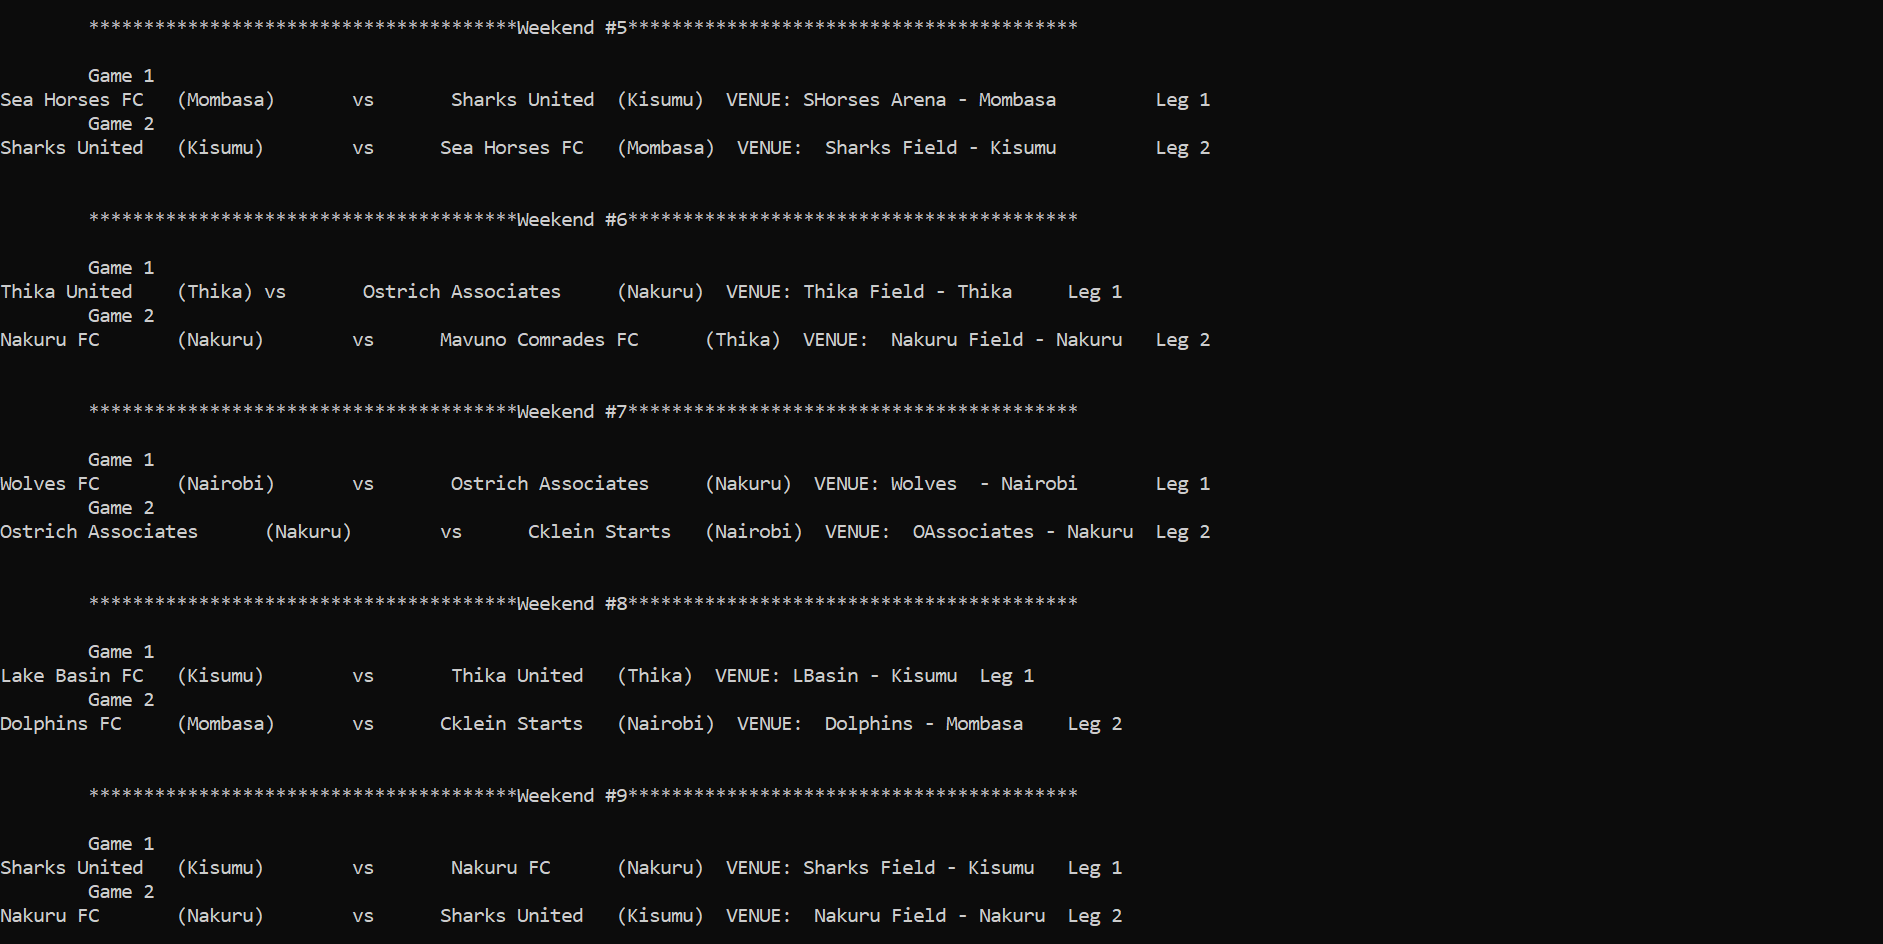 ***************************************Weekend #5*****************************************
Game 1
Sea Horses FC   (Mombasa)       vs       Sharks United  (Kisumu)  VENUE: SHorses Arena - Mombasa         Leg 1
Game 2
Sharks United   (Kisumu)        vs      Sea Horses FC   (Mombasa)  VENUE:  Sharks Field - Kisumu         Leg 2
***************************************Weekend #6*****************************************
Game 1
Thika United    (Thika) vs       Ostrich Associates     (Nakuru)  VENUE: Thika Field - Thika     Leg 1
Game 2
Nakuru FC       (Nakuru)        vs      Mavuno Comrades FC      (Thika)  VENUE:  Nakuru Field - Nakuru   Leg 2
***************************************Weekend #7*****************************************
Game 1
Wolves FC       (Nairobi)       vs       Ostrich Associates     (Nakuru)  VENUE: Wolves  - Nairobi       Leg 1
Game 2
Ostrich Associates      (Nakuru)        vs      Cklein Starts   (Nairobi)  VENUE:  OAssociates - Nakuru  Leg 2
***************************************Weekend #8*****************************************
Game 1
Lake Basin FC   (Kisumu)        vs       Thika United   (Thika)  VENUE: LBasin - Kisumu  Leg 1
Game 2
Dolphins FC     (Mombasa)       vs      Cklein Starts   (Nairobi)  VENUE:  Dolphins - Mombasa    Leg 2
***************************************Weekend #9*****************************************
Game 1
Sharks United   (Kisumu)        vs       Nakuru FC      (Nakuru)  VENUE: Sharks Field - Kisumu   Leg 1
Game 2
Nakuru FC       (Nakuru)        vs      Sharks United   (Kisumu)  VENUE:  Nakuru Field - Nakuru  Leg 2